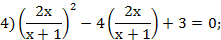 4) (2x / (x + 1))² − 4(2x / (x + 1)) + 3 = 0;